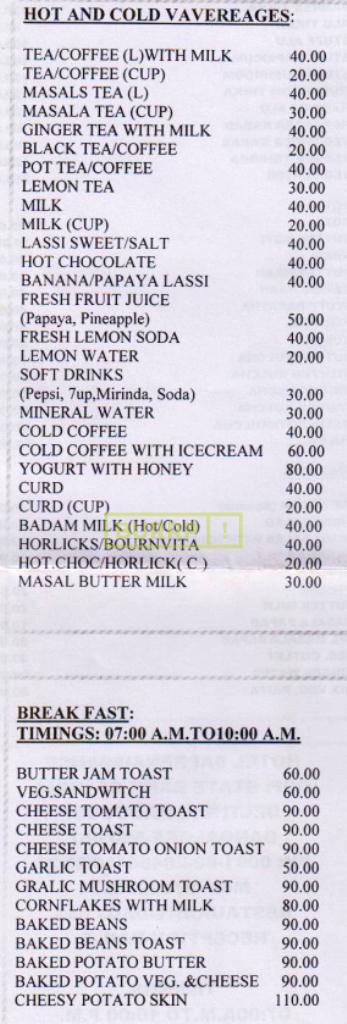 HOT AND COLD VAVEREAGES:
TEA/COFFEE (L)WITH MILK 40.00
TEA/COFFEE (CUP) 20.00
MASALS TEA (L) 40.00
MASALA TEA (CUP) 30.00
GINGER TEA WITH MILK 40.00
BLACK TEA/COFFEE 20.00
POT TEA/COFFEE 40.00
LEMON TEA 30.00
MILK 40.00
MILK (CUP) 20.00
LASSI SWEET/SALT 40.00
HOT CHOCOLATE 40.00
BANANA/PAPAYA LASSI 40.00
FRESH FRUIT JUICE
(Papaya, Pineapple) 50.00
FRESH LEMON SODA 40.00
LEMON WATER 20.00
SOFT DRINKS
(Pepsi, 7up,Mirinda, Soda) 30.00
MINERAL WATER 30.00
COLD COFFEE 40.00
COLD COFFEE WITH ICECREAM 60.00
YOGURT WITH HONEY 80.00
CURD 40.00
CURD (CUP) 20.00
BADAM MILK (Hot/Cold) 40.00
HORLICKS/BOURNVITA 40.00
HOT.CHOC/HORLICK( C ) 20.00
MASAL BUTTER MILK 30.00
BREAK FAST:
TIMINGS: 07:00 A.M.TO10:00 A.M.
BUTTER JAM TOAST 60.00
VEG.SANDWITCH 60.00
CHEESE TOMATO TOAST 90.00
CHEESE TOAST 90.00
CHEESE TOMATO ONION TOAST 90.00
GARLIC TOAST 50.00
GRALIC MUSHROOM TOAST 90.00
CORNFLAKES WITH MILK 80.00
BAKED BEANS 90.00
BAKED BEANS TOAST 90.00
BAKED POTATO BUTTER 90.00
BAKED POTATO VEG. &CHEESE 90.00
CHEESY POTATO SKIN 110.00